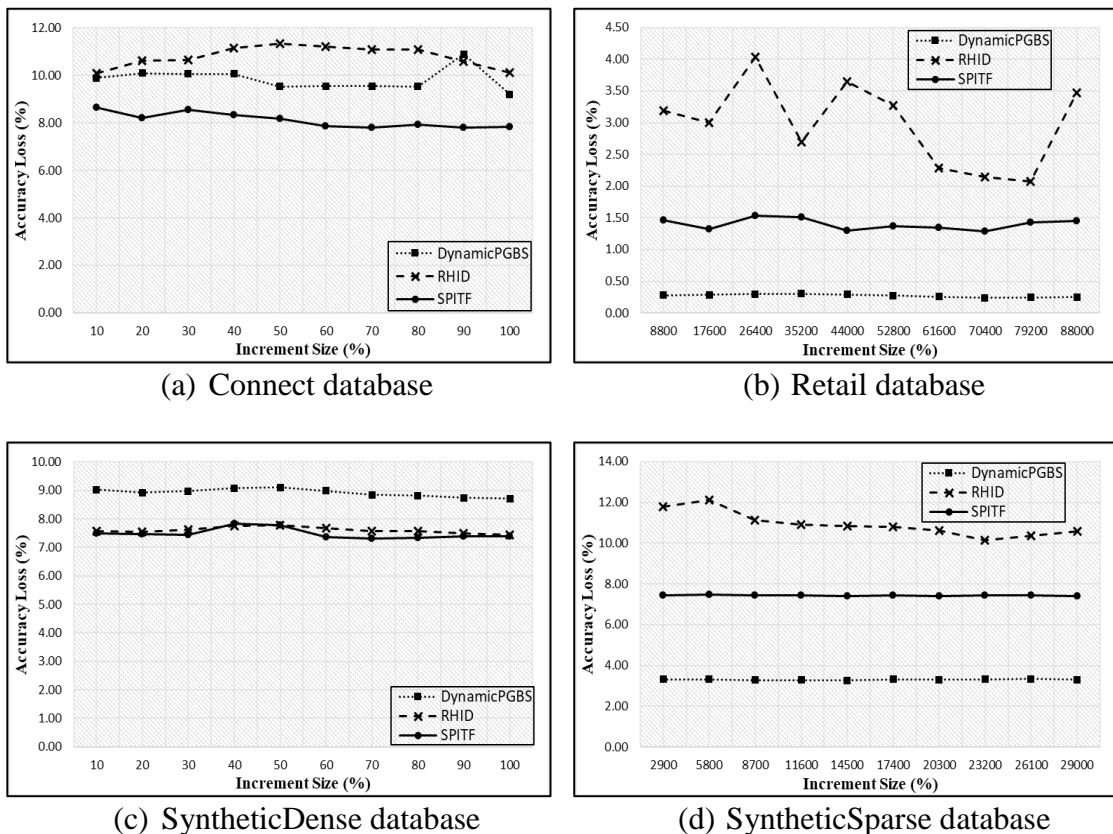 12.00
10.00
8.00
6.00
4.00
2.00
0.00
Accuracy Loss (%)
DynamicPGBS
RHID
SPITF
10 20 30 40 50 60 70 80 90 100
Increment Size (%)
(a) Connect database
4.50
4.00
3.50
3.00
2.50
2.00
1.50
1.00
0.50
0.00
Accuracy Loss (%)
DynamicPGBS
RHID
SPITF
8800 17600 26400 35200 44000 52800 61600 70400 79200 88000
Increment Size (%)
(b) Retail database
10.00
9.00
8.00
7.00
6.00
5.00
4.00
3.00
2.00
1.00
0.00
Accuracy Loss (%)
DynamicPGBS
RHID
SPITF
10 20 30 40 50 60 70 80 90 100
Increment Size (%)
(c) SyntheticDense database
14.00
12.00
10.00
8.00
6.00
4.00
2.00
0.00
Accuracy Loss (%)
DynamicPGBS
RHID
SPITF
2900 5800 8700 11600 14500 17400 20300 23200 26100 29000
Increment Size (%)
(d) SyntheticSparse database